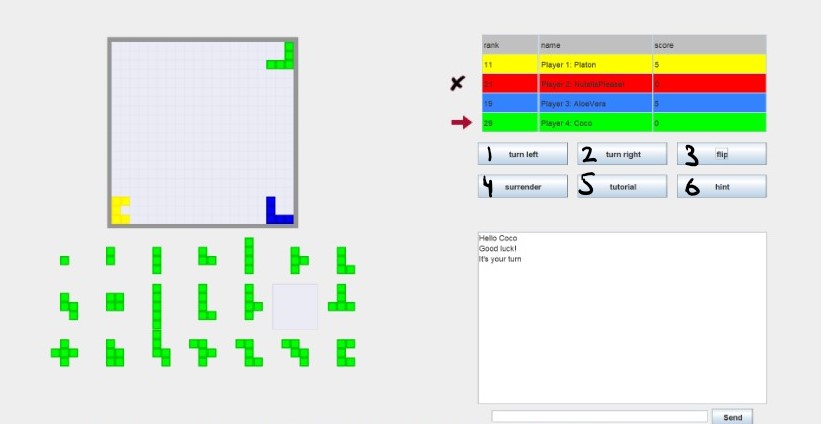 rank name score
11 Player 1: Platon 5
21 Player 2: NutellaPleaser 0
19 Player 3: AloeVera 5
29 Player 4: Coco 0
1 turn left 2 turn right 3 flip
4 surrender 5 tutorial 6 hint
Hello Coco
Good luck!
It's your turn
Send